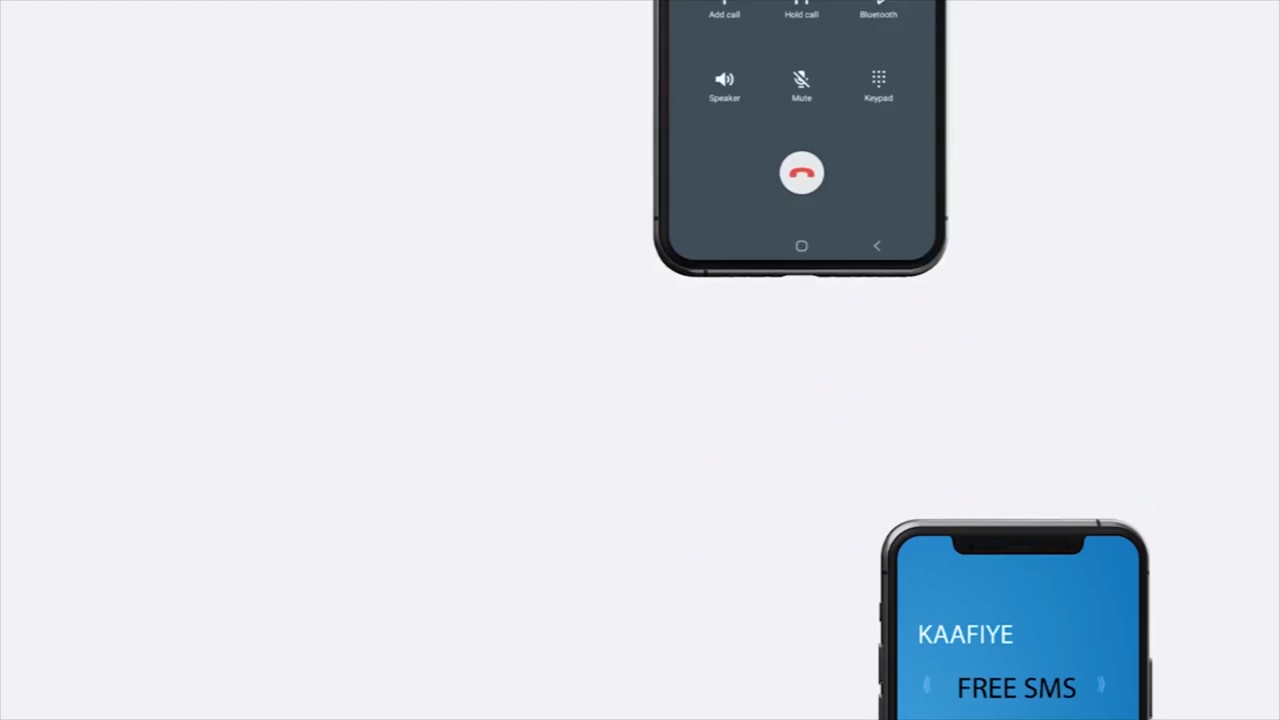 Add call Hold call Bluetooth
Speaker Mute Keypad
KAAFIYE
FREE SMS